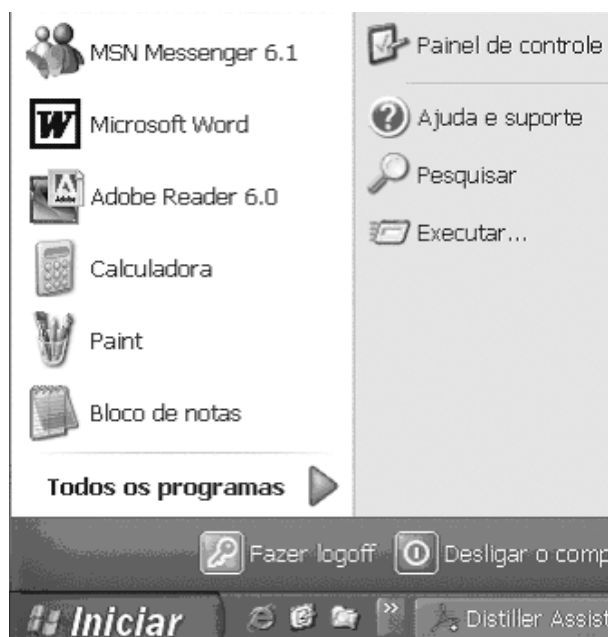 MSN Messenger 6.1
Microsoft Word
Adobe Reader 6.0
Calculadora
Paint
Bloco de notas
Todos os programas
Painel de controle
Ajuda e suporte
Pesquisar
Executar...
Fazer logoff
Desligar o comp
Iniciar
Distiller Assist